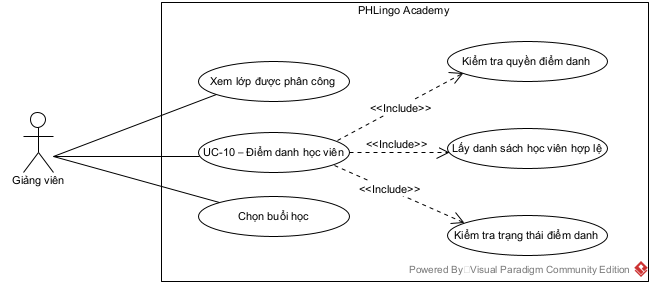 PHLingo Academy
Kiểm tra quyền điểm danh
Xem lớp được phân công
<<Include>>
Giảng viên
UC-10 – Điểm danh học viên
<<Include>>
Lấy danh sách học viên hợp lệ
<<Include>>
Chọn buổi học
Kiểm tra trạng thái điểm danh
Powered By Visual Paradigm Community Edition